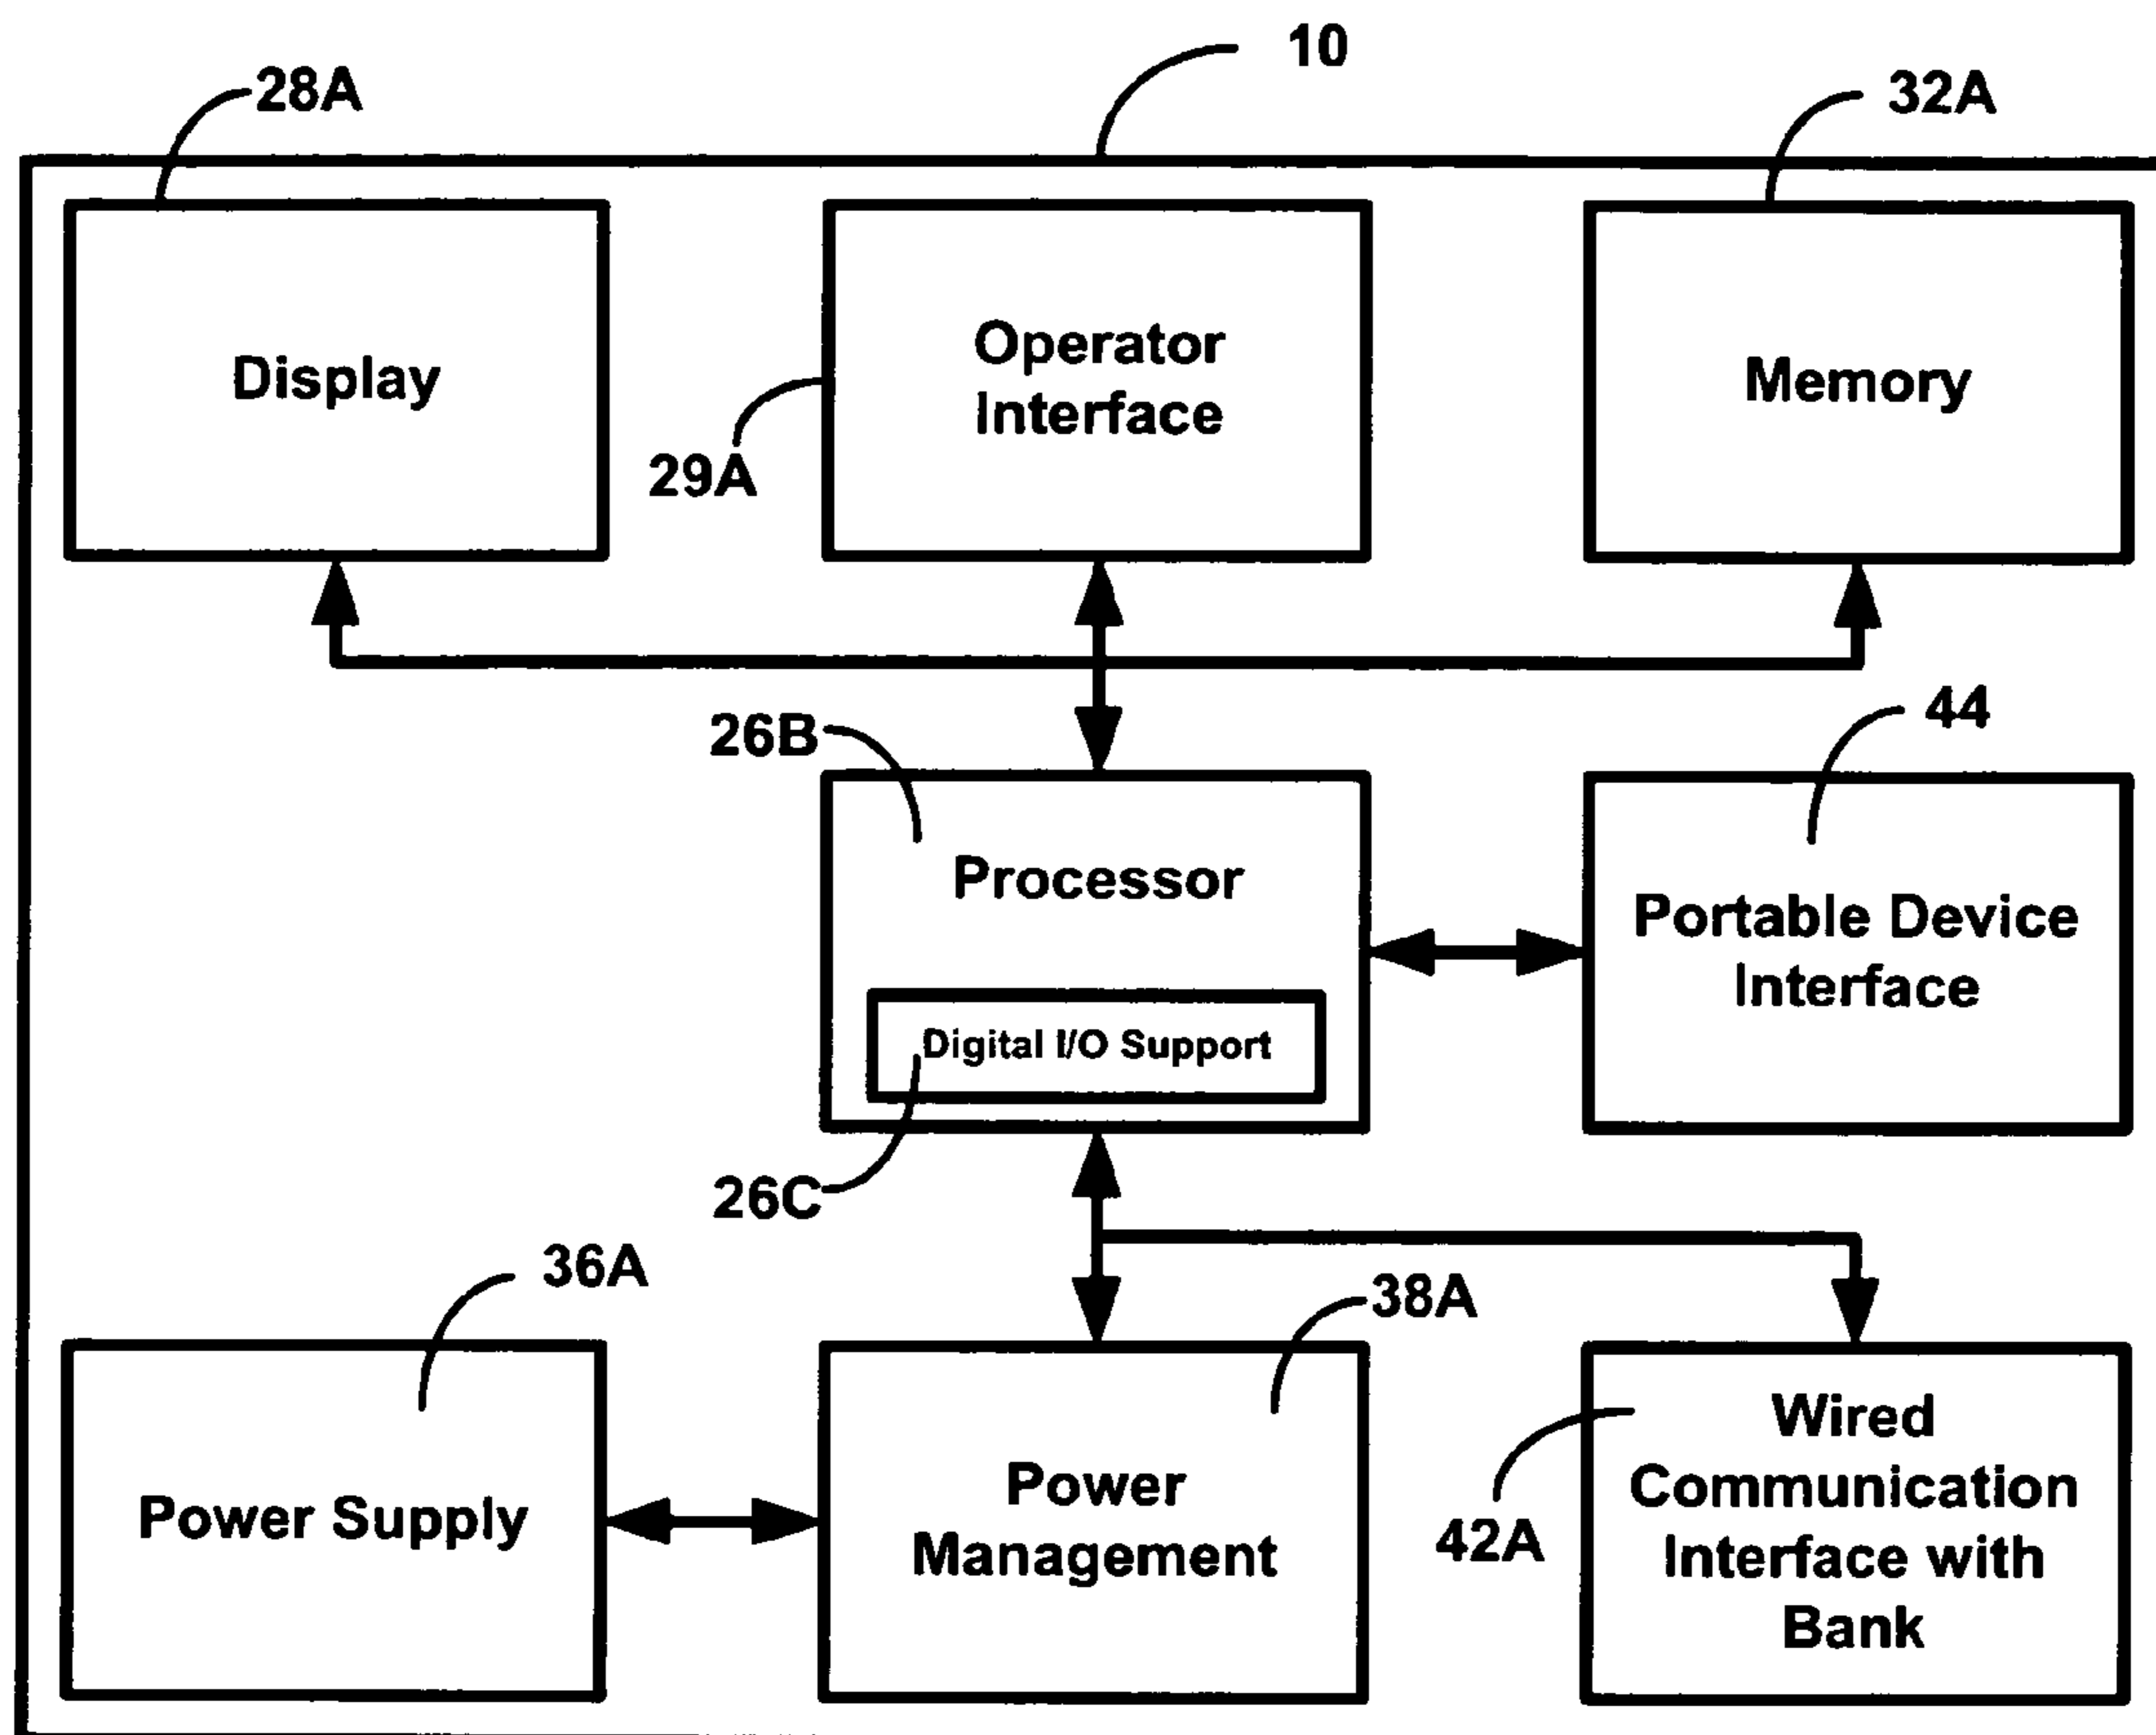 10
28A
32A
Display
Operator
Interface
Memory
29A
26B
44
Processor
Portable Device
Interface
Digital I/O Support
26C
36A
38A
Power Supply
Power
Management
42A
Wired
Communication
Interface with
Bank